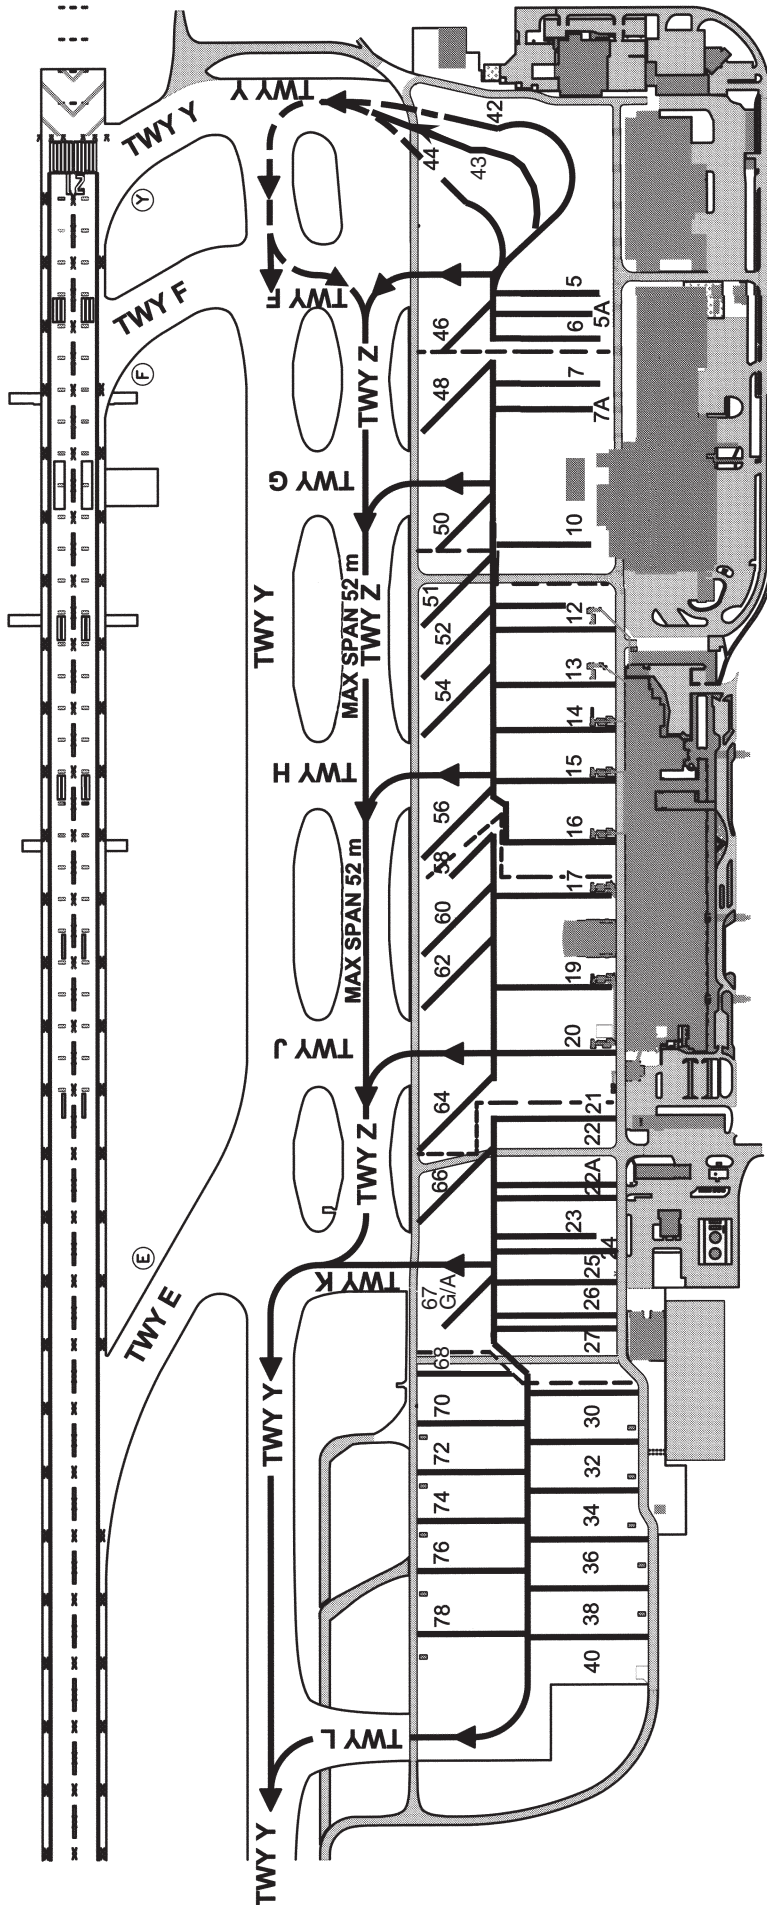 TWY Y
TWY Y
21
Y
42
44
43
TWY F
TWY F
F
5
5A
6
46
TWY Z
7
7A
48
TWY G
50
10
51
TWY Y
MAX SPAN 52 m
TWY Z
52
12
54
13
14
TWY H
15
56
16
58
MAX SPAN 52 m
17
60
62
19
TWY J
20
64
21
22
TWY Z
66
22A
23
24
E
TWY E
TWY K
67
G/A
25
26
27
68
TWY Y
70
30
72
32
74
34
76
36
78
38
40
TWY L
TWY Y